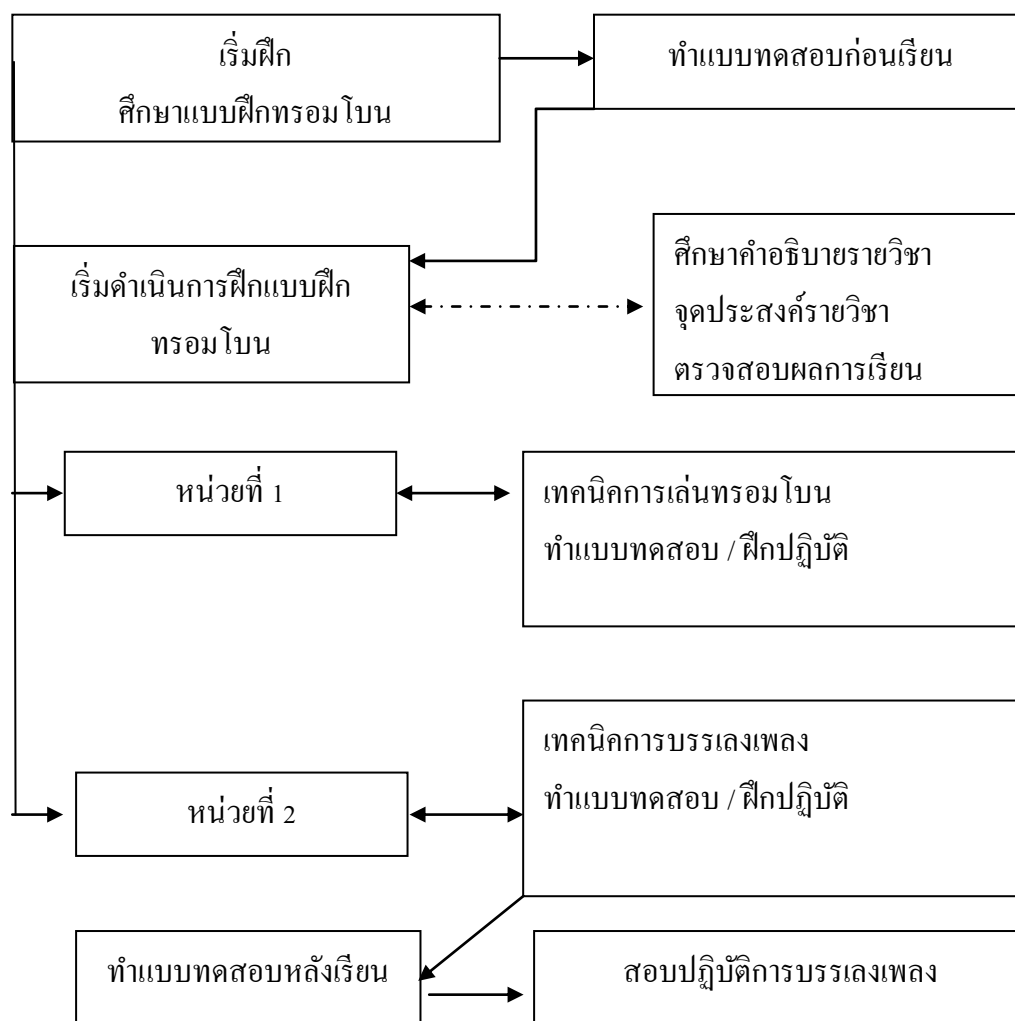 เริ่มฝึก
ศึกษาแบบฝึกทรอมโบน
ทำแบบทดสอบก่อนเรียน
เริ่มดำเนินการฝึกแบบฝึก
ทรอมโบน
ศึกษาคำอธิบายรายวิชา
จุดประสงค์รายวิชา
ตรวจสอบผลการเรียน
หน่วยที่ 1
เทคนิคการเล่นทรอมโบน
ทำแบบทดสอบ / ฝึกปฏิบัติ
หน่วยที่ 2
เทคนิคการบรรเลงเพลง
ทำแบบทดสอบ / ฝึกปฏิบัติ
ทำแบบทดสอบหลังเรียน
สอบปฏิบัติการบรรเลงเพลง